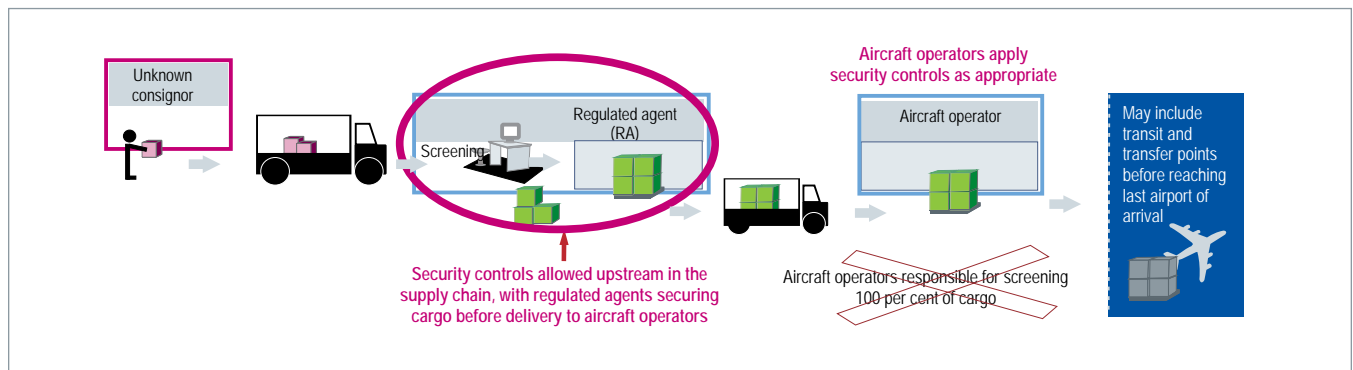 Unknown
consignor
Screening
Regulated agent
(RA)
Security controls allowed upstream in the
supply chain, with regulated agents securing
cargo before delivery to aircraft operators
Aircraft operators apply
security controls as appropriate
Aircraft operator
Aircraft operators responsible for screening
100 per cent of cargo
May include
transit and
transfer points
before reaching
last airport of
arrival